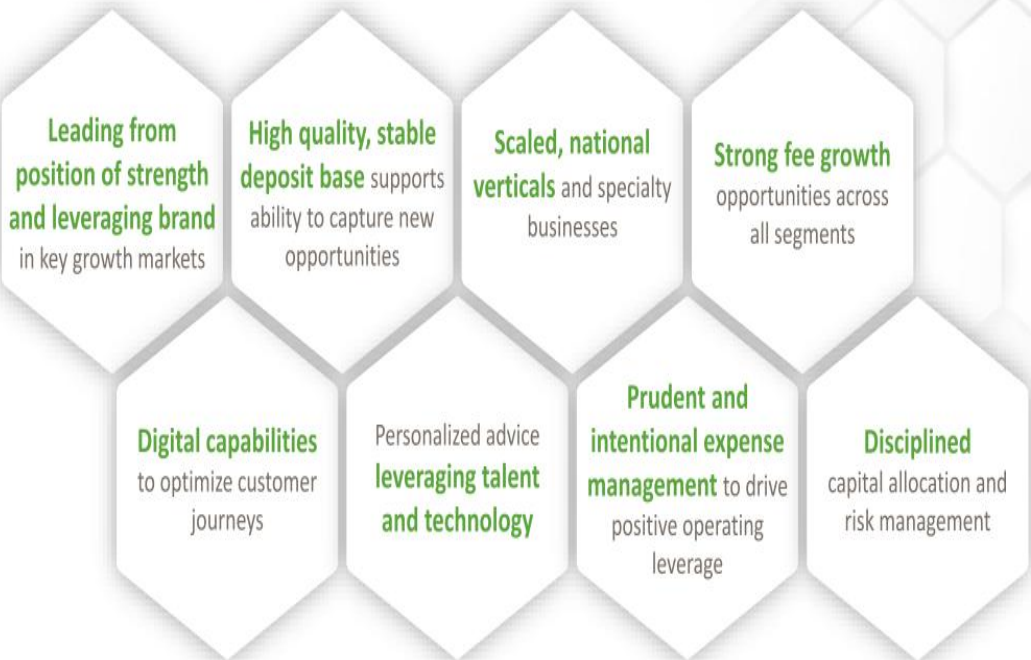 Leading from
position of strength
and leveraging brand
in key growth markets
High quality, stable
deposit base supports
ability to capture new
opportunities
Scaled, national
verticals and specialty
businesses
Strong fee growth
opportunities across
all segments
Digital capabilities
to optimize customer
journeys
Personalized advice
leveraging talent
and technology
Prudent and
intentional expense
management to drive
positive operating
leverage
Disciplined
capital allocation and
risk management